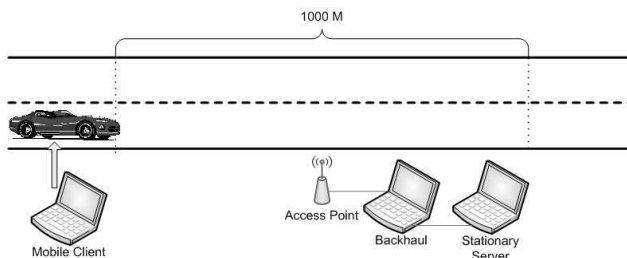 1000 M
((o))
Access Point
Backhaul
Stationary
Server
Mobile Client